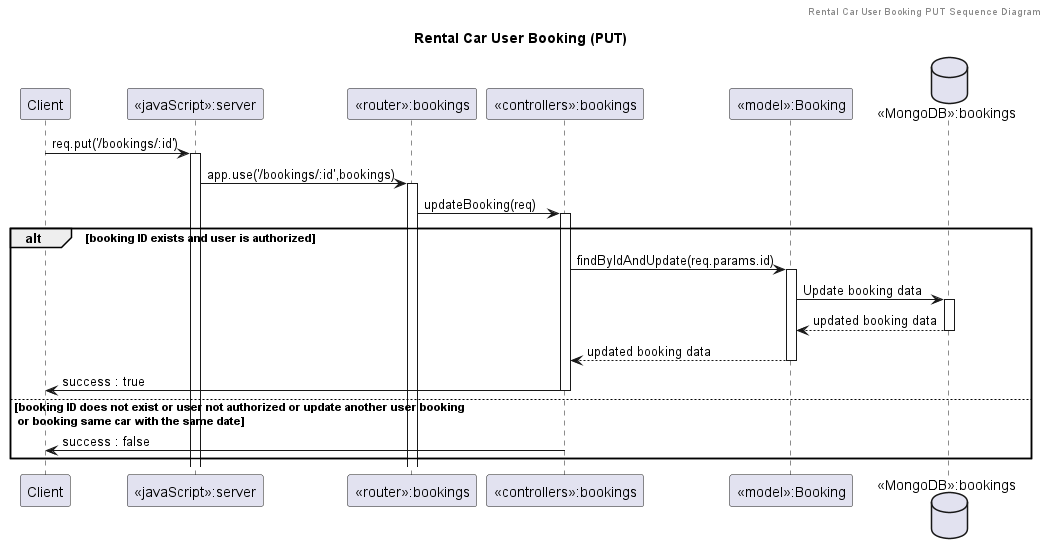 Rental Car User Booking PUT Sequence Diagram
Rental Car User Booking (PUT)
Client
«javaScript»:server
«router»:bookings
«controllers»:bookings
«model»:Booking
«MongoDB»:bookings
req.put('/bookings/:id')
app.use('/bookings/:id',bookings)
updateBooking(req)
alt
[booking ID exists and user is authorized]
findByIdAndUpdate(req.params.id)
Update booking data
updated booking data
updated booking data
success : true
[booking ID does not exist or user not authorized or update another user booking
or booking same car with the same date]
success : false
Client
«javaScript»:server
«router»:bookings
«controllers»:bookings
«model»:Booking
«MongoDB»:bookings